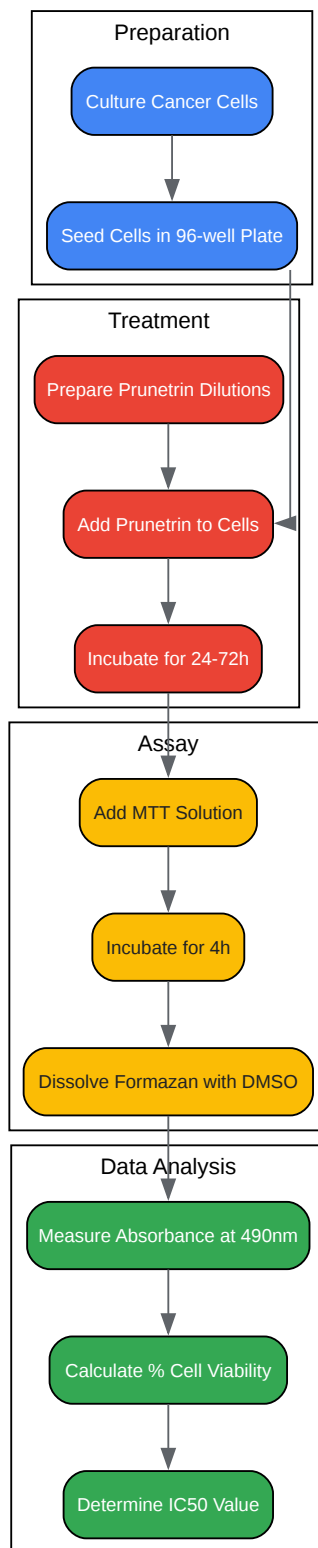 Preparation
Culture Cancer Cells
Seed Cells in 96-well Plate
Treatment
Prepare Prunetrin Dilutions
Add Prunetrin to Cells
Incubate for 24-72h
Assay
Add MTT Solution
Incubate for 4h
Dissolve Formazan with DMSO
Data Analysis
Measure Absorbance at 490nm
Calculate % Cell Viability
Determine IC50 Value